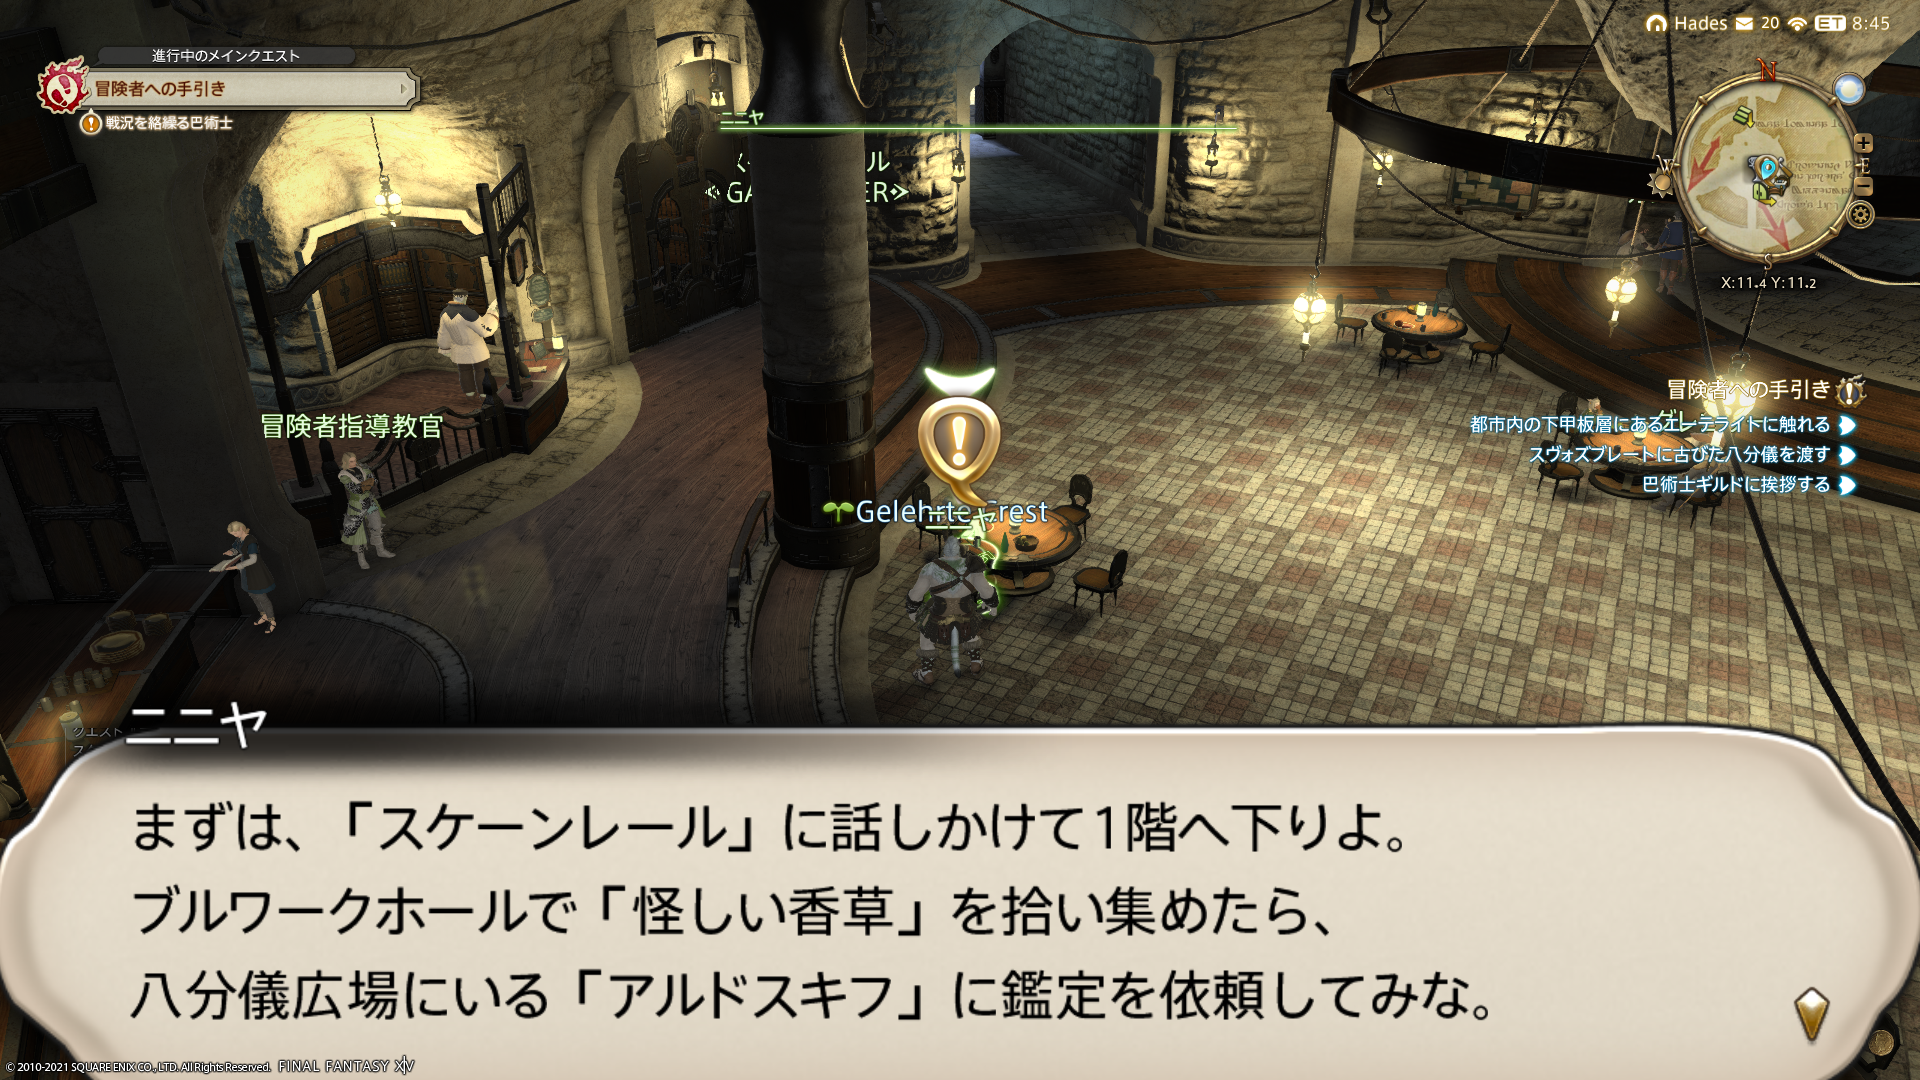 進行中のメインクエスト
冒険者への手引き
戦況を絡繰る巴術士
Hades 20 ET 8:45
N
W
E
S
X:11.4 Y:11.2
ニニヤ
冒険者指導教官
Gelehrte Crest
ニニヤ
冒険者への手引き
都市内の下甲板層にあるエーテライトに触れる
スヴォズブレートに古びた八分儀を渡す
巴術士ギルドに挨拶する
ニニヤ
まずは、「スケーンレール」に話しかけて1階へ下りよ。
ブルワークホールで「怪しい香草」を拾い集めたら、
八分儀広場にいる「アルドスキフ」に鑑定を依頼してみな。
© 2010-2021 SQUARE ENIX CO., LTD. All Rights Reserved. FINAL FANTASY XIV